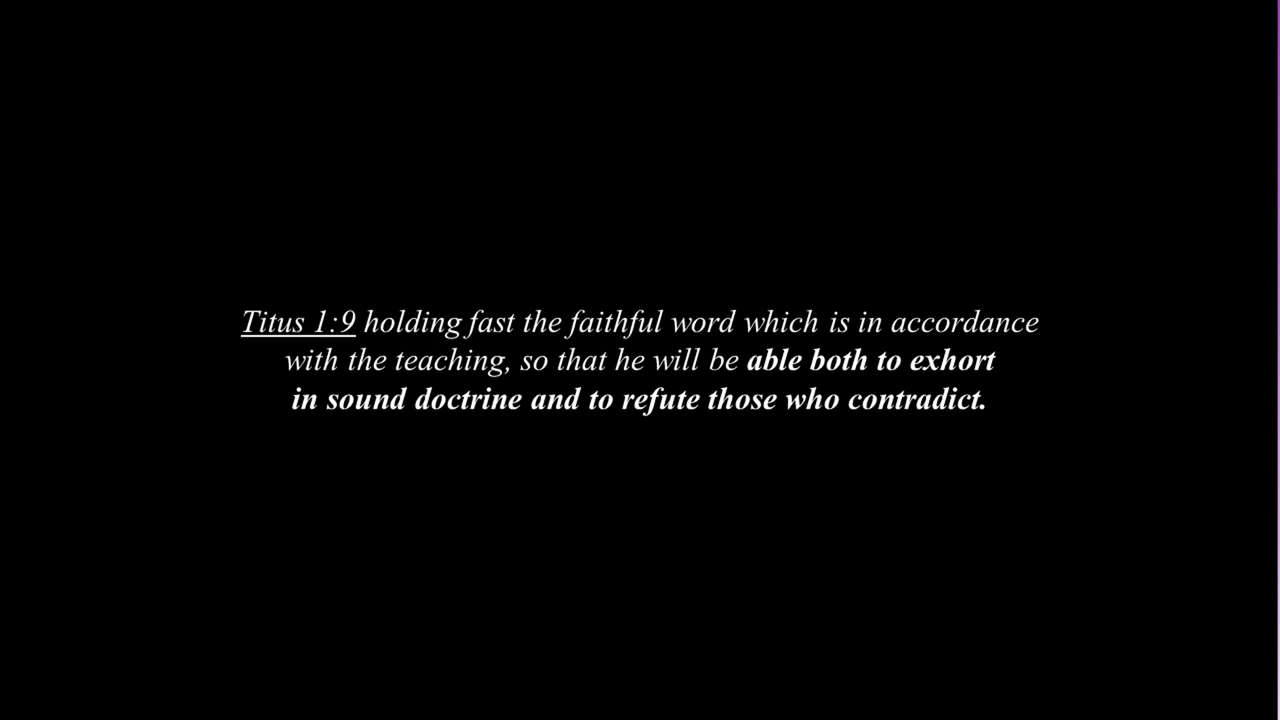 Titus 1:9 holding fast the faithful word which is in accordance
with the teaching, so that he will be able both to exhort
in sound doctrine and to refute those who contradict.